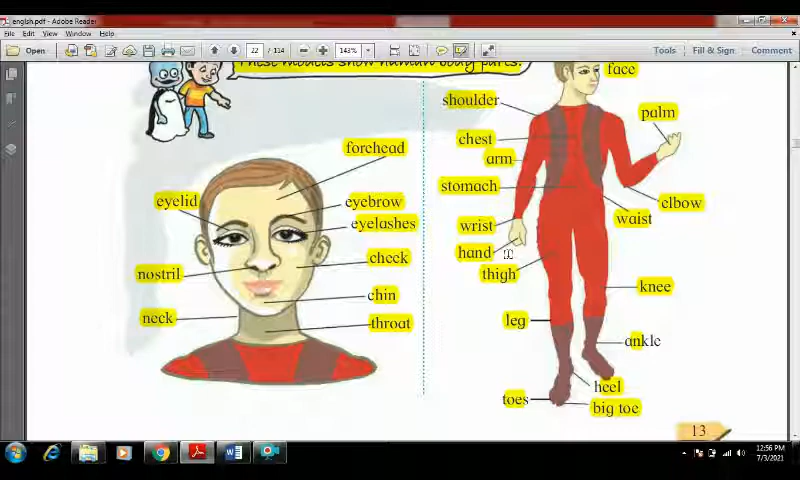 english.pdf - Adobe Reader
File Edit View Window Help
Open 22 / 114 143% Tools Fill & Sign Comment
These models show human body parts.
face
shoulder
palm
forehead
chest
arm
stomach
eyelid
eyebrow
elbow
waist
eyelashes
wrist
hand
check
nostril
thigh
knee
chin
neck
throat
leg
ankle
heel
toes
big toe
13
12:56 PM
7/3/2021